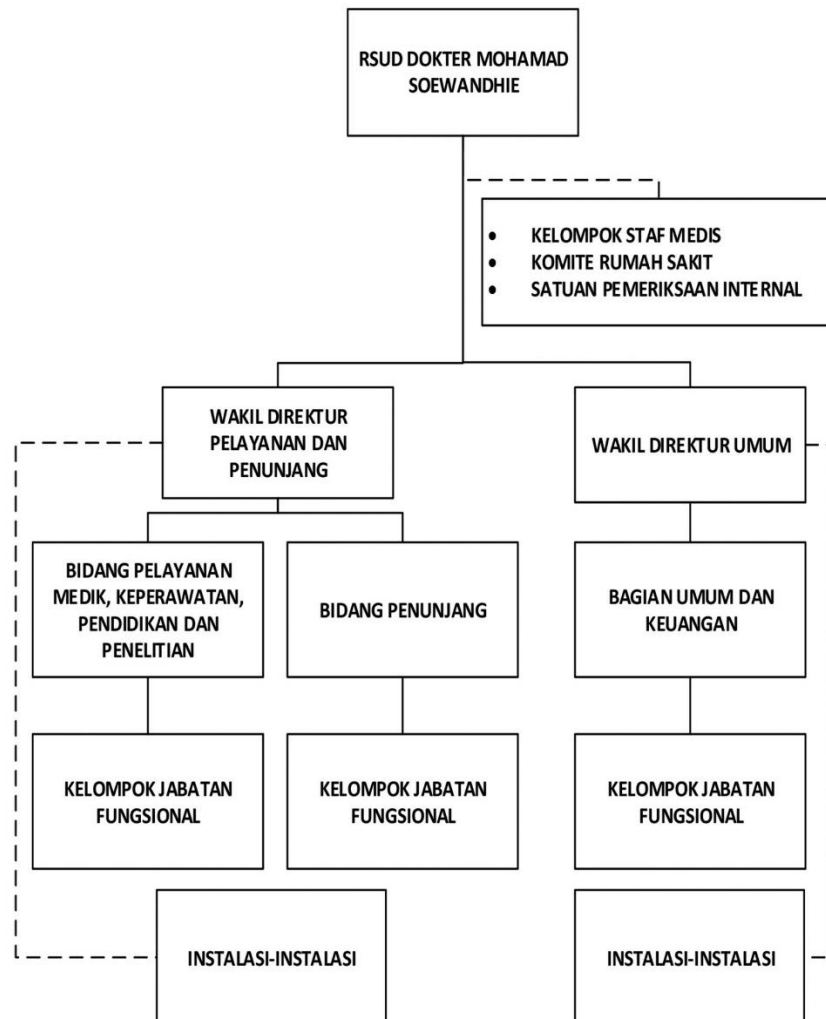 RSUD DOKTER MOHAMAD
SOEWANDHIE
• KELOMPOK STAF MEDIS
• KOMITE RUMAH SAKIT
• SATUAN PEMERIKSAAN INTERNAL
WAKIL DIREKTUR
PELAYANAN DAN
PENUNJANG
WAKIL DIREKTUR UMUM
BIDANG PELAYANAN
MEDIK, KEPERAWATAN,
PENDIDIKAN DAN
PENELITIAN
BIDANG PENUNJANG
BAGIAN UMUM DAN
KEUANGAN
KELOMPOK JABATAN
FUNGSIONAL
KELOMPOK JABATAN
FUNGSIONAL
KELOMPOK JABATAN
FUNGSIONAL
INSTALASI-INSTALASI
INSTALASI-INSTALASI